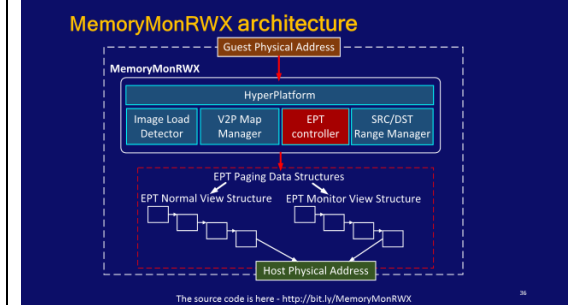 MemoryMonRWX architecture
Guest Physical Address
MemoryMonRWX
HyperPlatform
Image Load
Detector
V2P Map
Manager
EPT
controller
SRC/DST
Range Manager
EPT Paging Data Structures
EPT Normal View Structure
EPT Monitor View Structure
Host Physical Address
The source code is here - http://bit.ly/MemoryMonRWX
36